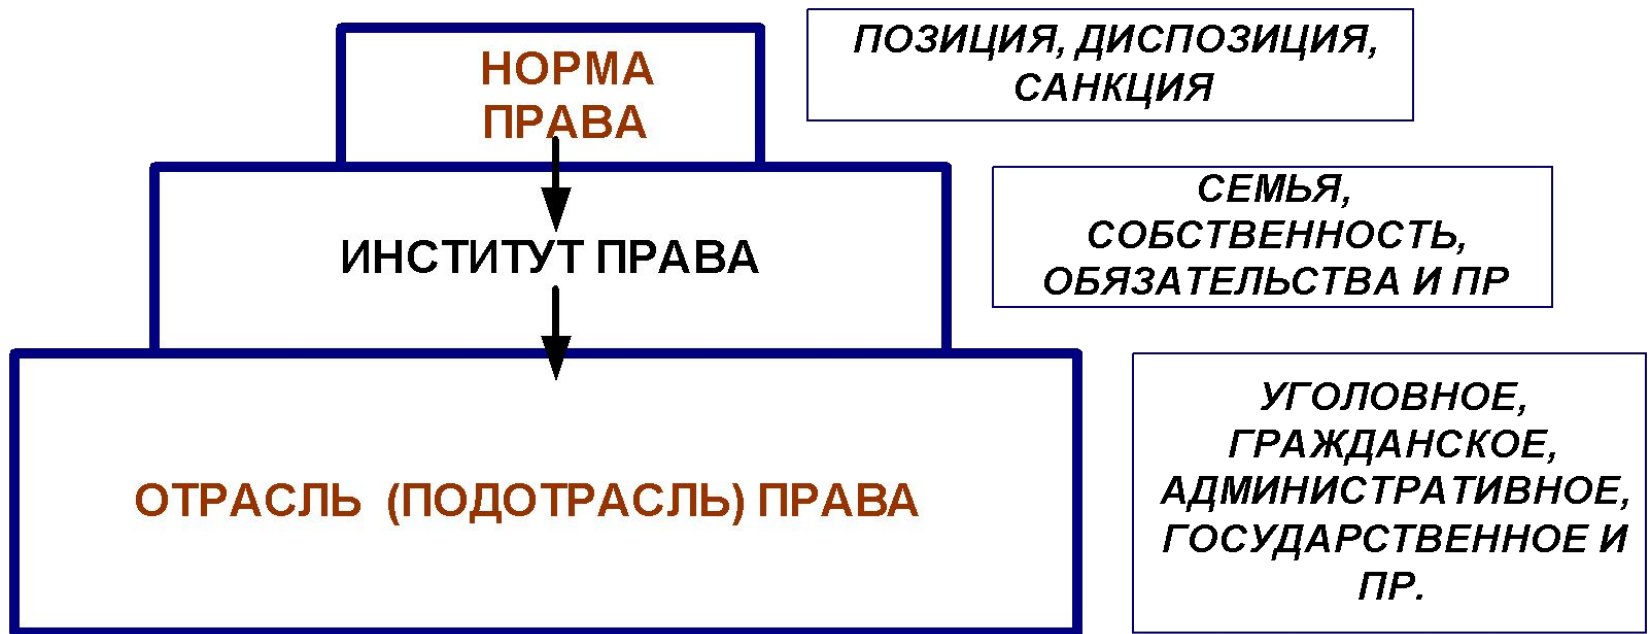 НОРМА
ПРАВА
ПОЗИЦИЯ, ДИСПОЗИЦИЯ,
САНКЦИЯ
ИНСТИТУТ ПРАВА
СЕМЬЯ,
СОБСТВЕННОСТЬ,
ОБЯЗАТЕЛЬСТВА И ПР
ОТРАСЛЬ (ПОДОТРАСЛЬ) ПРАВА
УГОЛОВНОЕ,
ГРАЖДАНСКОЕ,
АДМИНИСТРАТИВНОЕ,
ГОСУДАРСТВЕННОЕ И
ПР.